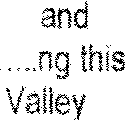 and
.....ng this
Valley